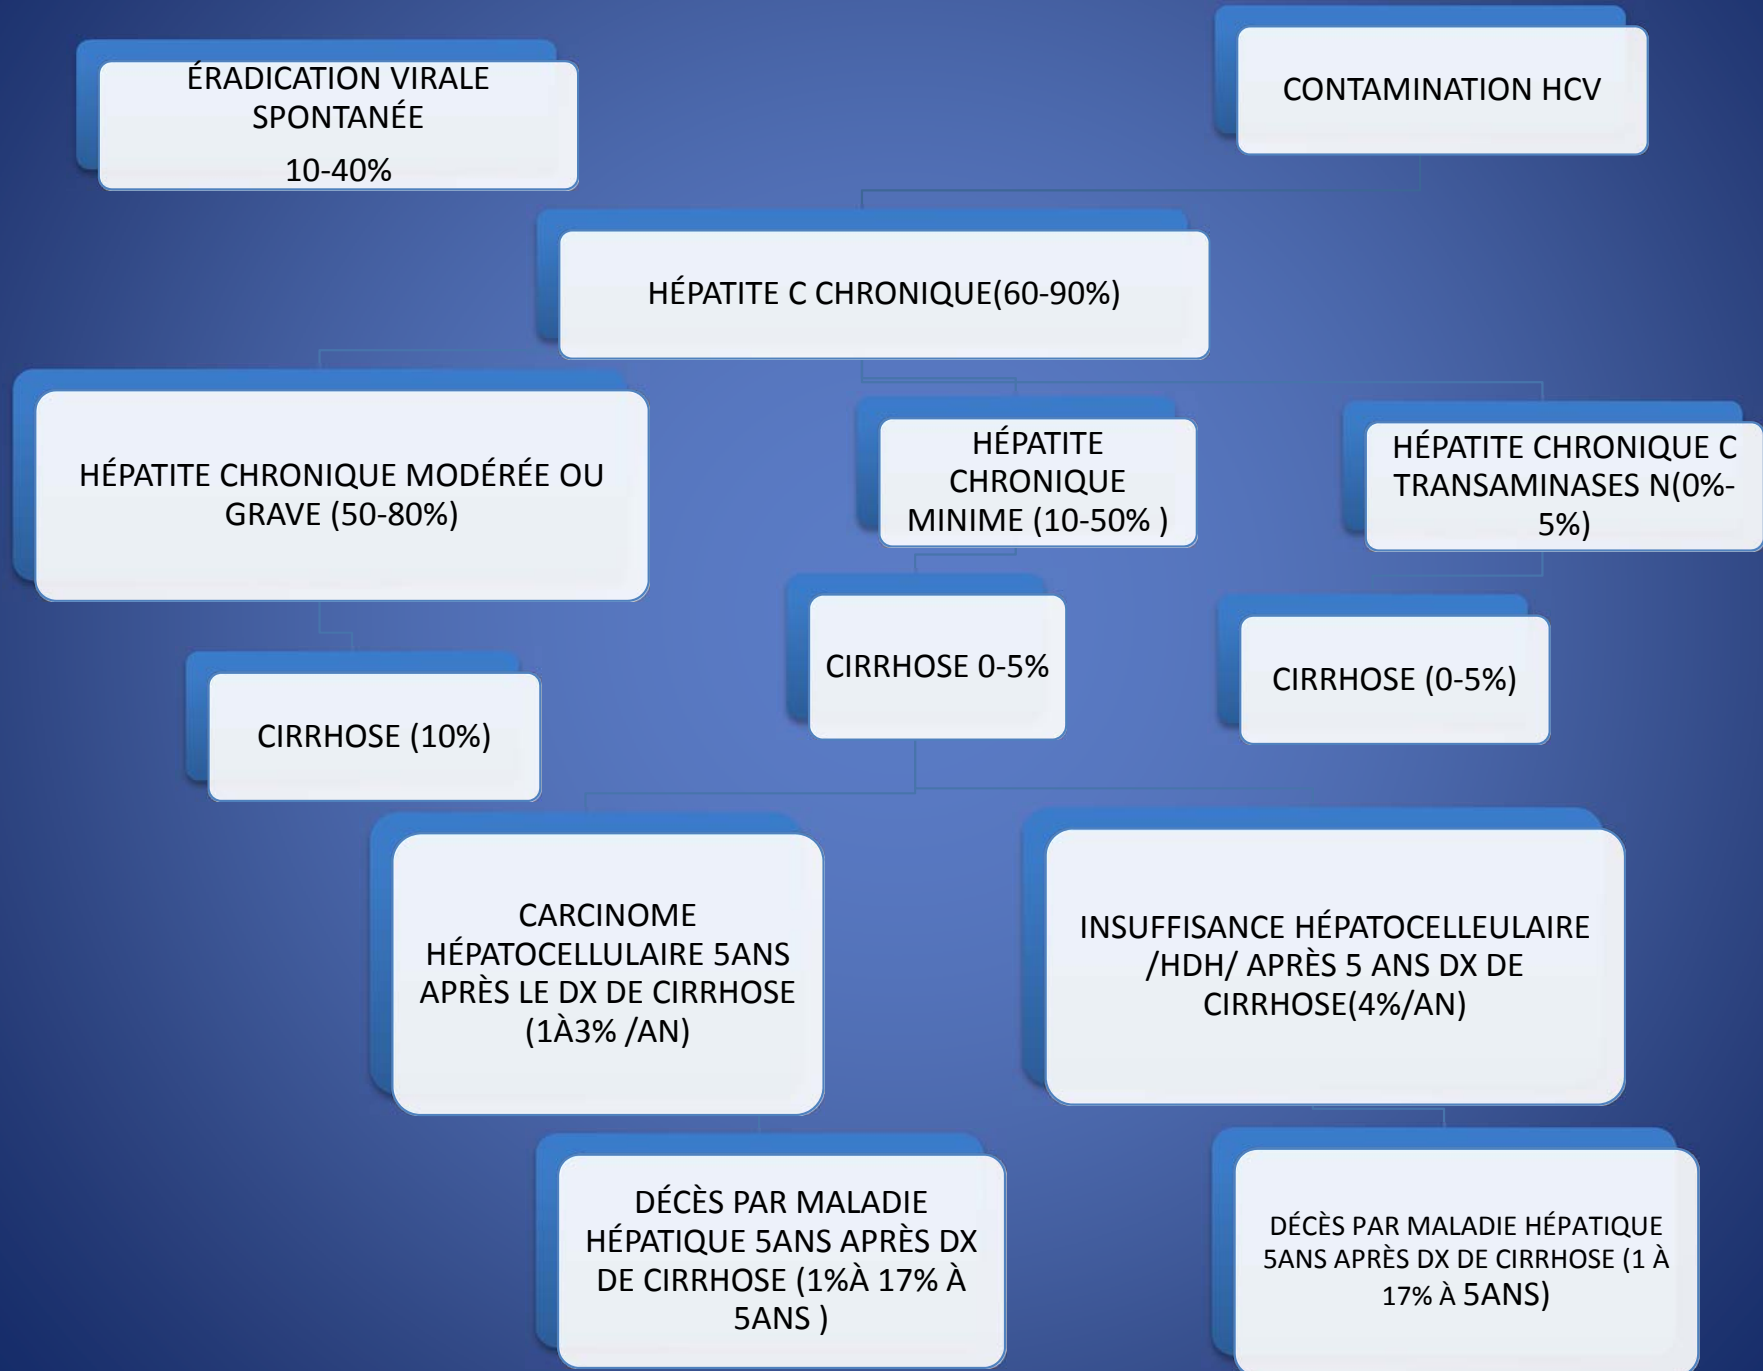 ÉRADICATION VIRALE
SPONTANÉE
10-40%
CONTAMINATION HCV
HÉPATITE C CHRONIQUE(60-90%)
HÉPATITE CHRONIQUE MODÉRÉE OU
GRAVE (50-80%)
HÉPATITE
CHRONIQUE
MINIME (10-50% )
HÉPATITE CHRONIQUE C
TRANSAMINASES N(0%-
5%)
CIRRHOSE (10%)
CIRRHOSE 0-5%
CIRRHOSE (0-5%)
CARCINOME
HÉPATOCELLULAIRE 5ANS
APRÈS LE DX DE CIRRHOSE
(1À3% /AN)
INSUFFISANCE HÉPATOCELLEULAIRE
/HDH/ APRÈS 5 ANS DX DE
CIRRHOSE(4%/AN)
DÉCÈS PAR MALADIE
HÉPATIQUE 5ANS APRÈS DX
DE CIRRHOSE (1%À 17% À
5ANS )
DÉCÈS PAR MALADIE HÉPATIQUE
5ANS APRÈS DX DE CIRRHOSE (1 À
17% À 5ANS)